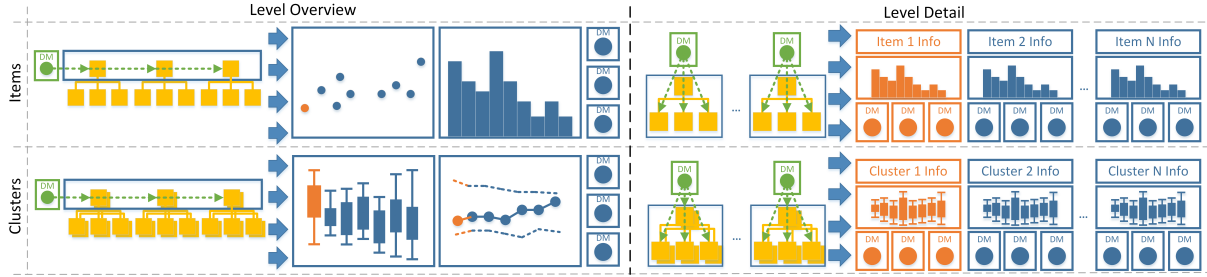 Level Overview
Level Detail
Items
DM
DM
DM
DM
DM
DM
...
Item 1 Info
Item 2 Info
Item N Info
...
DM
DM
DM
DM
DM
DM
DM
DM
DM
Clusters
DM
DM
DM
DM
DM
DM
...
Cluster 1 Info
Cluster 2 Info
Cluster N Info
...
DM
DM
DM
DM
DM
DM
DM
DM
DM